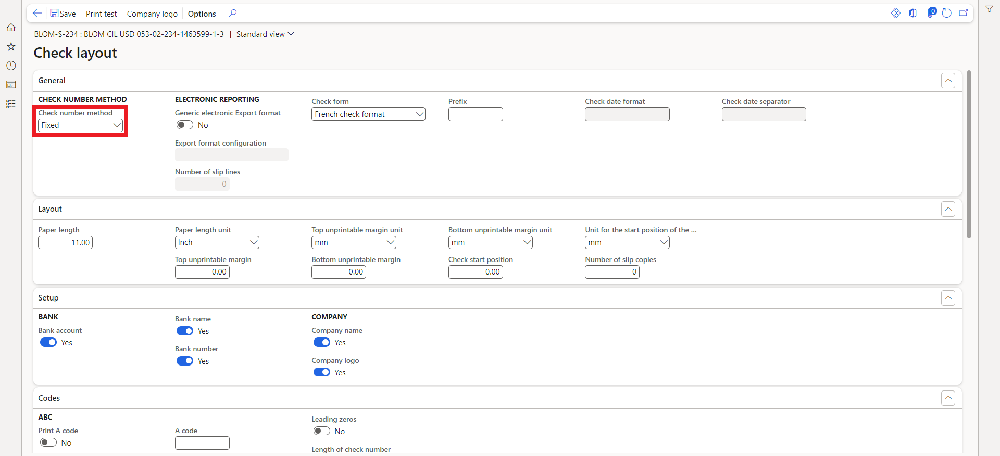 Save Print test Company logo Options 0
BLOM-$-234 : BLOM CIL USD 053-02-234-1463599-1-3 | Standard view
Check layout
General
CHECK NUMBER METHOD
Check number method
Fixed
ELECTRONIC REPORTING
Generic electronic Export format
No
Export format configuration
Number of slip lines
0
Check form
French check format
Prefix
Check date format
Check date separator
Layout
Paper length
11.00
Paper length unit
Inch
Top unprintable margin unit
mm
Bottom unprintable margin unit
mm
Unit for the start position of the ...
mm
Top unprintable margin
0.00
Bottom unprintable margin
0.00
Check start position
0.00
Number of slip copies
0
Setup
BANK
Bank account
Yes
Bank name
Yes
Bank number
Yes
COMPANY
Company name
Yes
Company logo
Yes
Codes
ABC
Print A code
No
A code
Leading zeros
No
Length of check number